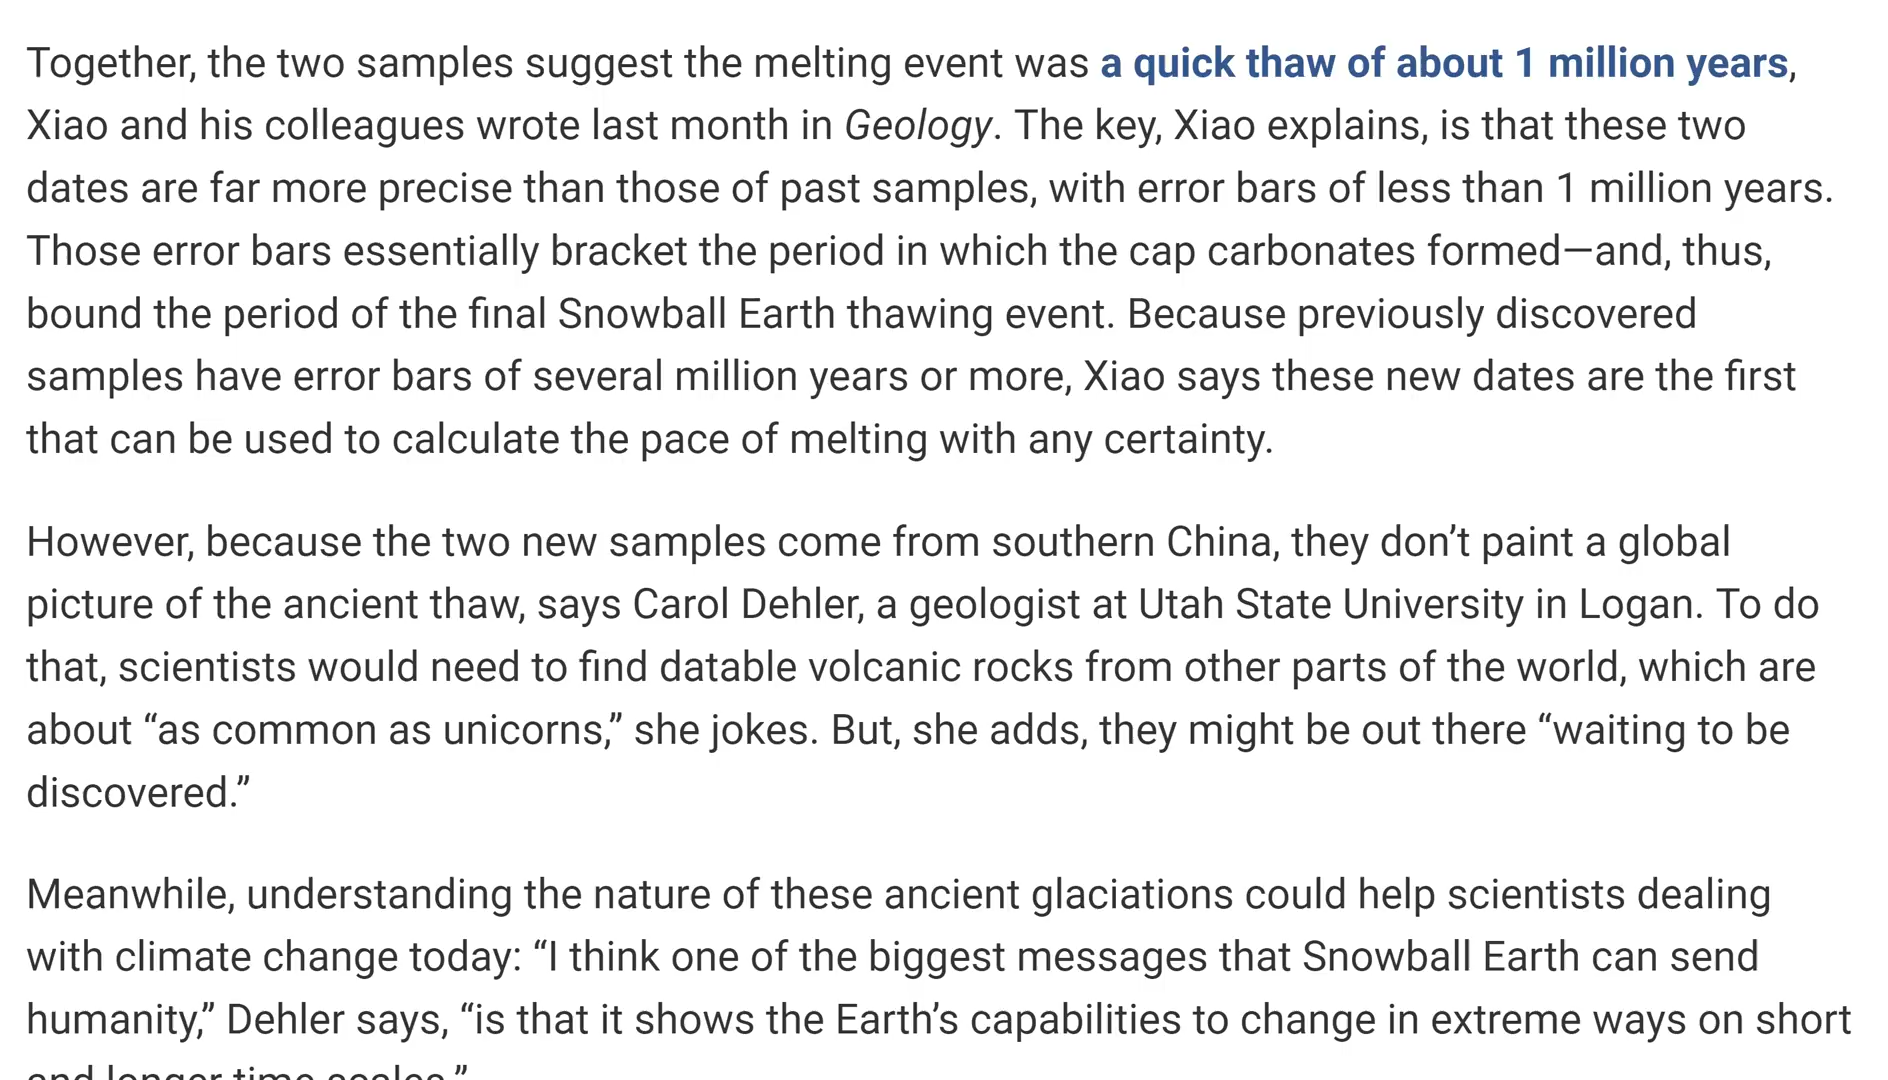 Together, the two samples suggest the melting event was a quick thaw of about 1 million years,
Xiao and his colleagues wrote last month in Geology. The key, Xiao explains, is that these two
dates are far more precise than those of past samples, with error bars of less than 1 million years.
Those error bars essentially bracket the period in which the cap carbonates formed—and, thus,
bound the period of the final Snowball Earth thawing event. Because previously discovered
samples have error bars of several million years or more, Xiao says these new dates are the first
that can be used to calculate the pace of melting with any certainty.
However, because the two new samples come from southern China, they don’t paint a global
picture of the ancient thaw, says Carol Dehler, a geologist at Utah State University in Logan. To do
that, scientists would need to find datable volcanic rocks from other parts of the world, which are
about “as common as unicorns,” she jokes. But, she adds, they might be out there “waiting to be
discovered.”
Meanwhile, understanding the nature of these ancient glaciations could help scientists dealing
with climate change today: “I think one of the biggest messages that Snowball Earth can send
humanity,” Dehler says, “is that it shows the Earth’s capabilities to change in extreme ways on short
and longer time scales.”